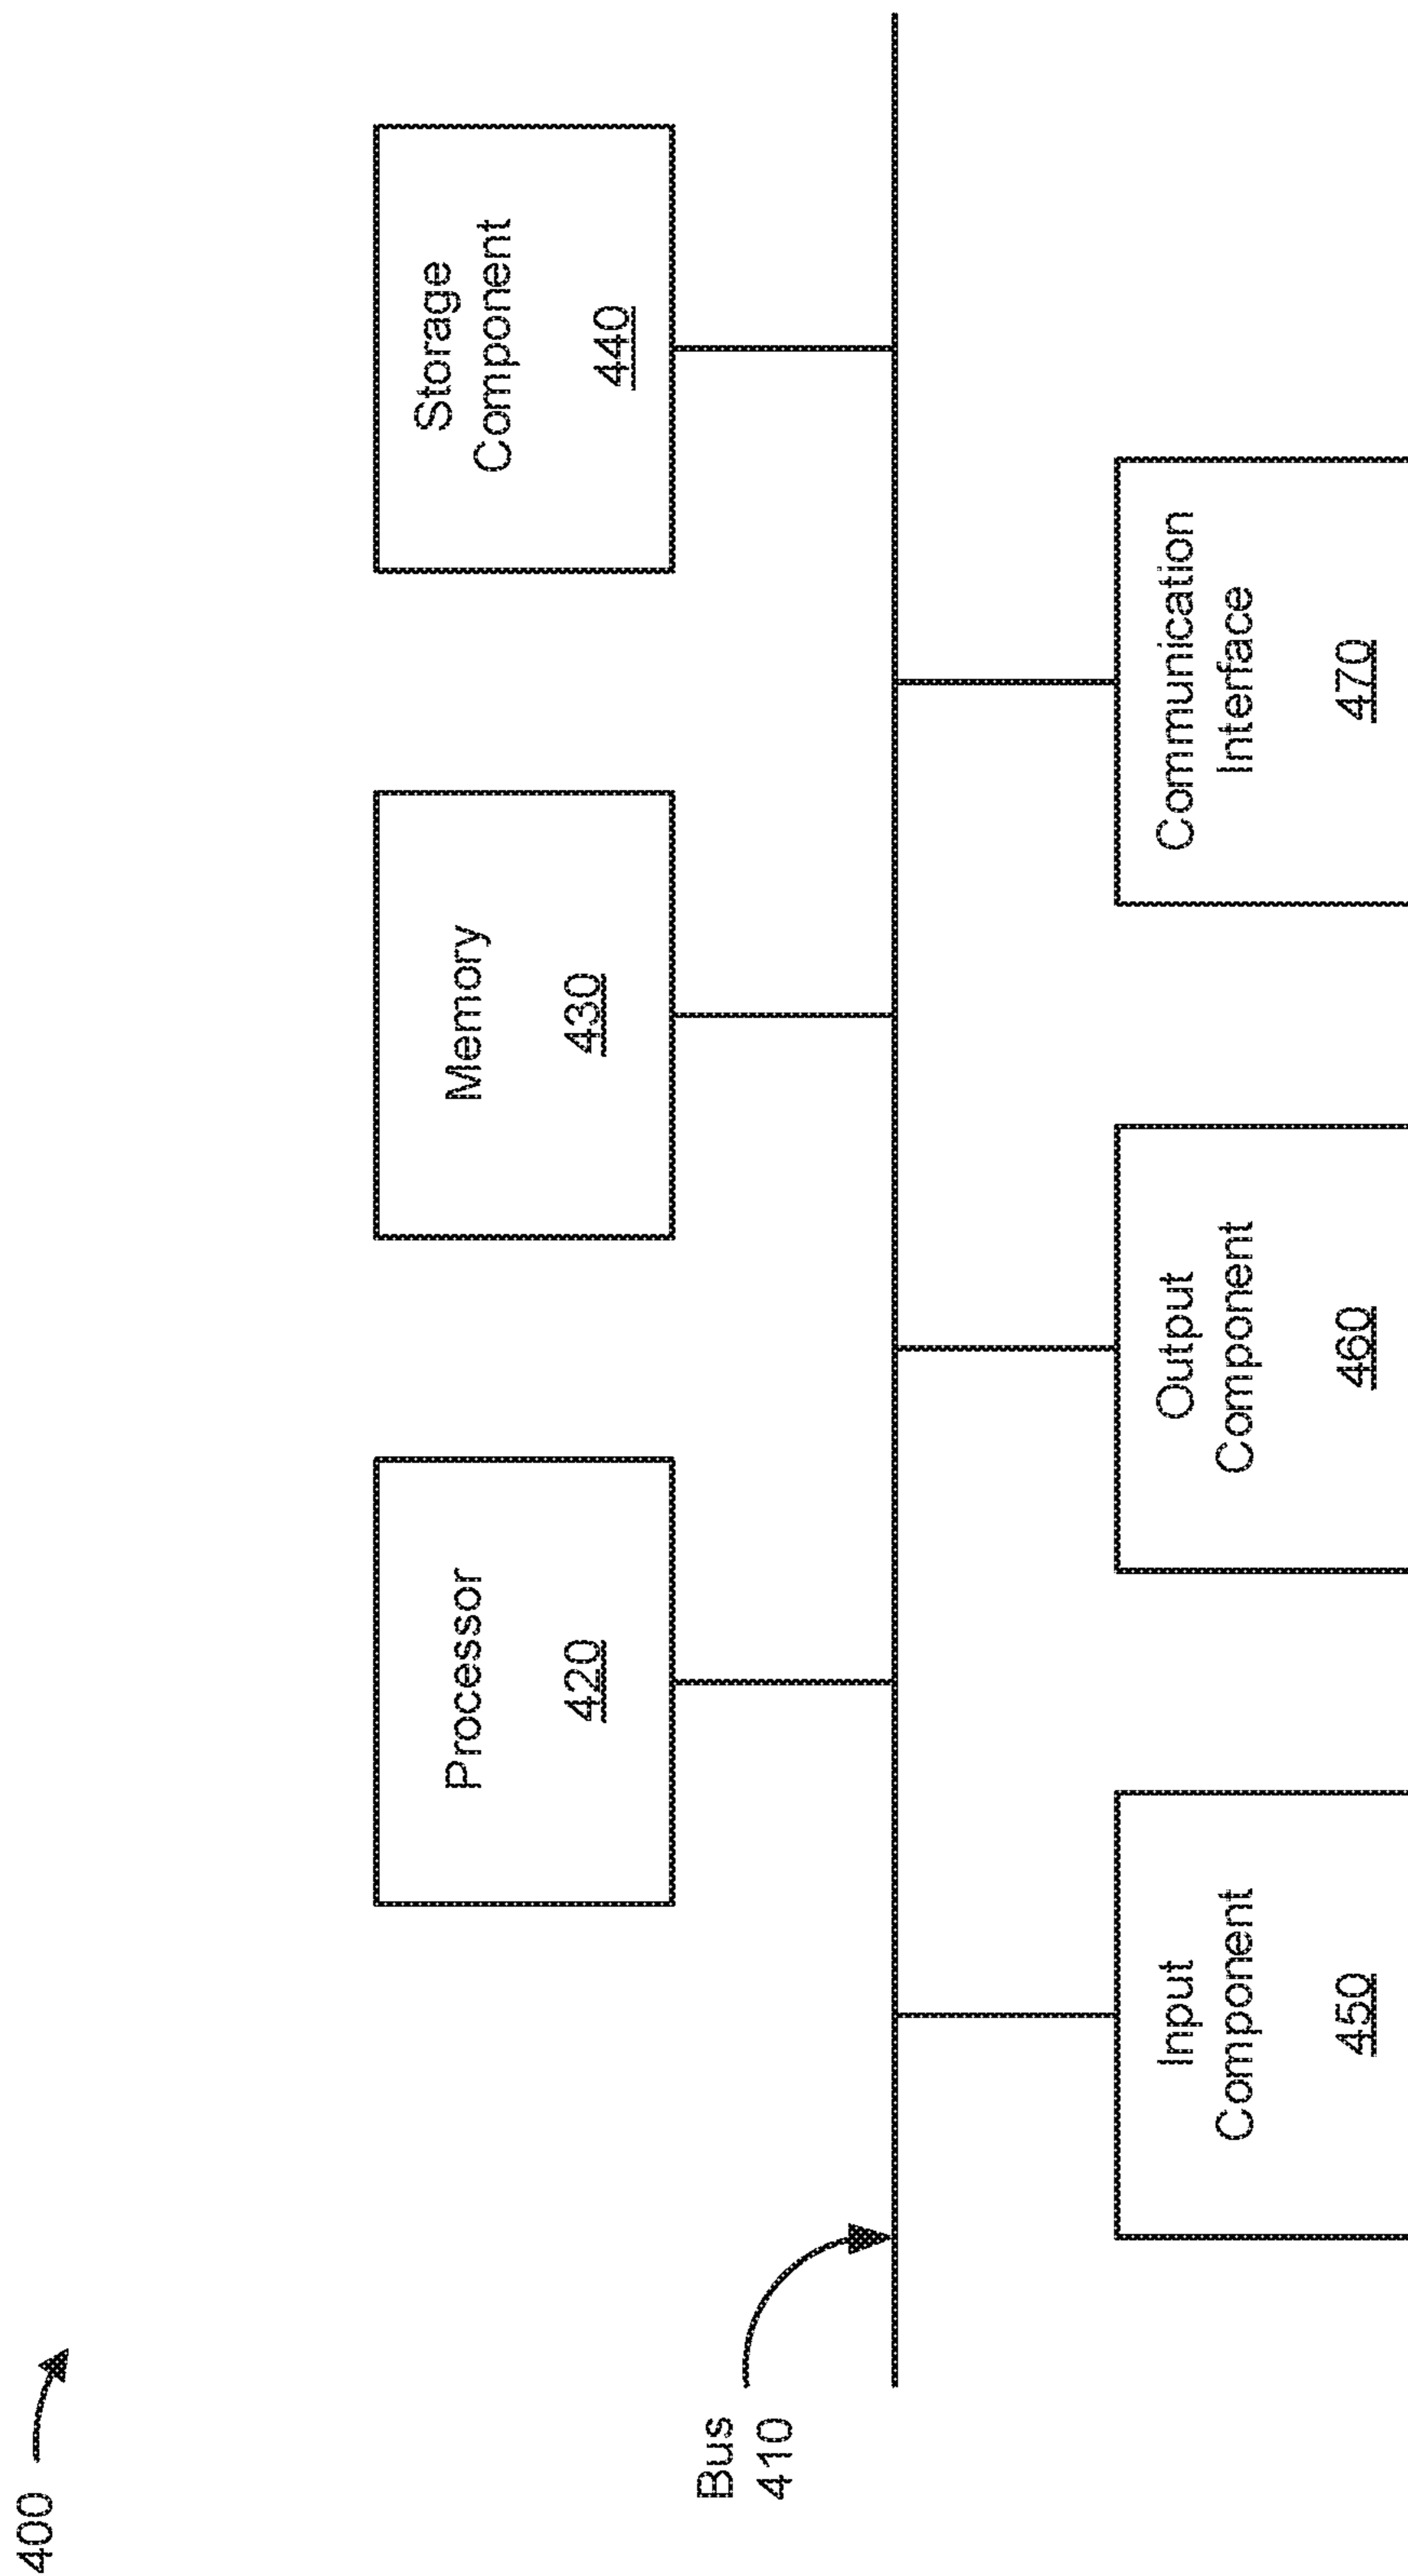 400
Processor
420
Memory
430
Storage
Component
440
Bus
410
Input
Component
450
Output
Component
460
Communication
Interface
470